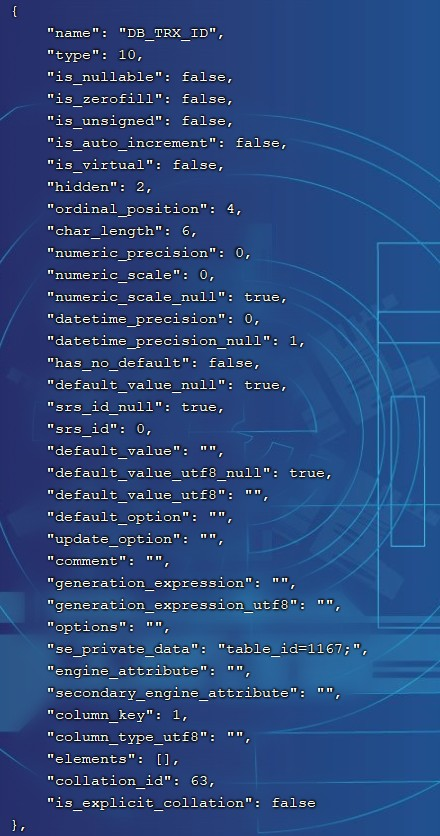 {
"name": "DB_TRX_ID",
"type": 10,
"is_nullable": false,
"is_zerofill": false,
"is_unsigned": false,
"is_auto_increment": false,
"is_virtual": false,
"hidden": 2,
"ordinal_position": 4,
"char_length": 6,
"numeric_precision": 0,
"numeric_scale": 0,
"numeric_scale_null": true,
"datetime_precision": 0,
"datetime_precision_null": 1,
"has_no_default": false,
"default_value_null": true,
"srs_id_null": true,
"srs_id": 0,
"default_value": "",
"default_value_utf8_null": true,
"default_value_utf8": "",
"default_option": "",
"update_option": "",
"comment": "",
"generation_expression": "",
"generation_expression_utf8": "",
"options": "",
"se_private_data": "table_id=1167;",
"engine_attribute": "",
"secondary_engine_attribute": "",
"column_key": 1,
"column_type_utf8": "",
"elements": [],
"collation_id": 63,
"is_explicit_collation": false
},